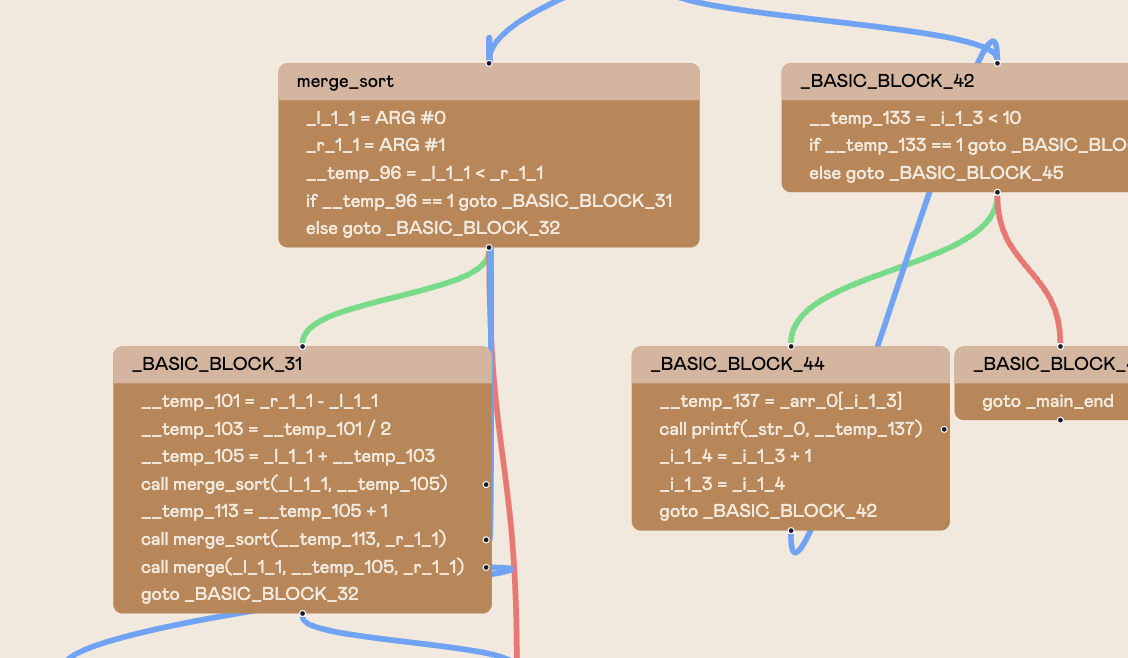 merge_sort
_l_1_1 = ARG #0
_r_1_1 = ARG #1
__temp_96 = _l_1_1 < _r_1_1
if __temp_96 == 1 goto _BASIC_BLOCK_31
else goto _BASIC_BLOCK_32
_BASIC_BLOCK_42
__temp_133 = _i_1_3 < 10
if __temp_133 == 1 goto _BASIC_BLO
else goto _BASIC_BLOCK_45
_BASIC_BLOCK_31
__temp_101 = _r_1_1 - _l_1_1
__temp_103 = __temp_101 / 2
__temp_105 = _l_1_1 + __temp_103
call merge_sort(_l_1_1, __temp_105)
__temp_113 = __temp_105 + 1
call merge_sort(__temp_113, _r_1_1)
call merge(_l_1_1, __temp_105, _r_1_1)
goto _BASIC_BLOCK_32
_BASIC_BLOCK_44
__temp_137 = _arr_0[_i_1_3]
call printf(_str_0, __temp_137)
_i_1_4 = _i_1_3 + 1
_i_1_3 = _i_1_4
goto _BASIC_BLOCK_42
_BASIC_BLOCK_
goto _main_end